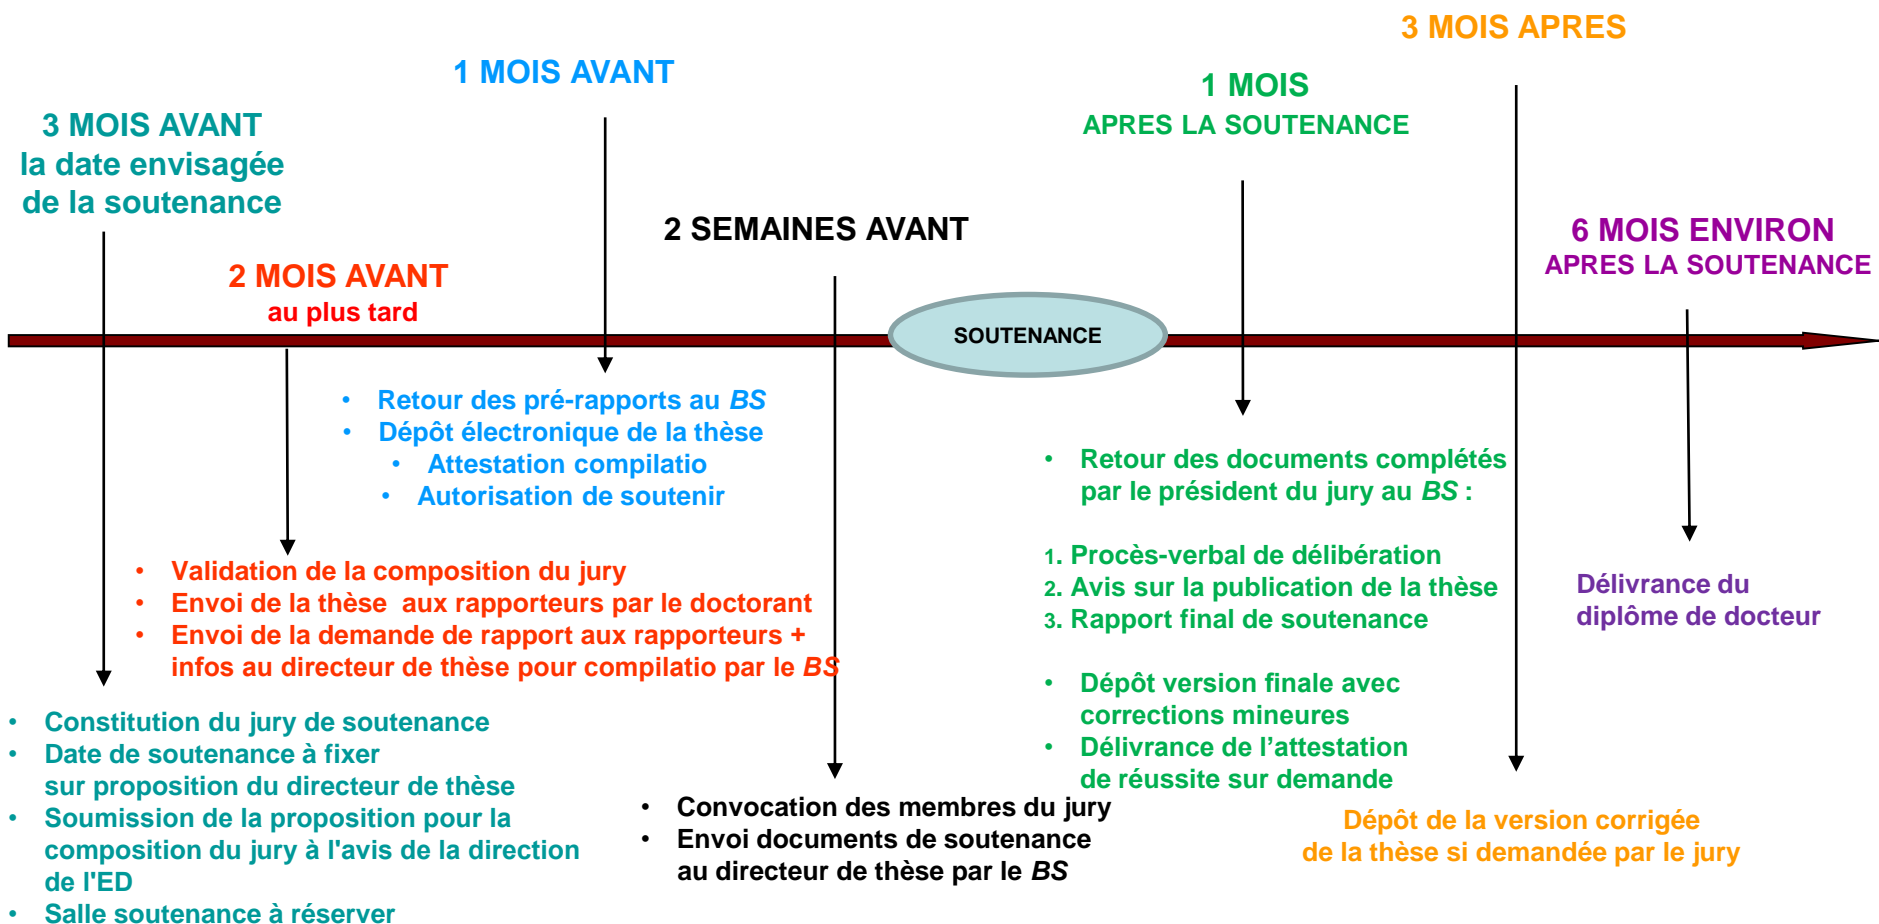 3 MOIS AVANT
la date envisagée
de la soutenance
2 MOIS AVANT
au plus tard
1 MOIS AVANT
2 SEMAINES AVANT
SOUTENANCE
1 MOIS
APRES LA SOUTENANCE
3 MOIS APRES
6 MOIS ENVIRON
APRES LA SOUTENANCE
• Retour des pré-rapports au BS
• Dépôt électronique de la thèse
• Attestation compilatio
• Autorisation de soutenir
• Validation de la composition du jury
• Envoi de la thèse aux rapporteurs par le doctorant
• Envoi de la demande de rapport aux rapporteurs +
infos au directeur de thèse pour compilatio par le BS
• Constitution du jury de soutenance
• Date de soutenance à fixer
sur proposition du directeur de thèse
• Soumission de la proposition pour la
composition du jury à l'avis de la direction
de l'ED
• Salle soutenance à réserver
• Convocation des membres du jury
• Envoi documents de soutenance
au directeur de thèse par le BS
• Retour des documents complétés
par le président du jury au BS :
1. Procès-verbal de délibération
2. Avis sur la publication de la thèse
3. Rapport final de soutenance
• Dépôt version finale avec
corrections mineures
• Délivrance de l’attestation
de réussite sur demande
Dépôt de la version corrigée
de la thèse si demandée par le jury
Délivrance du
diplôme de docteur